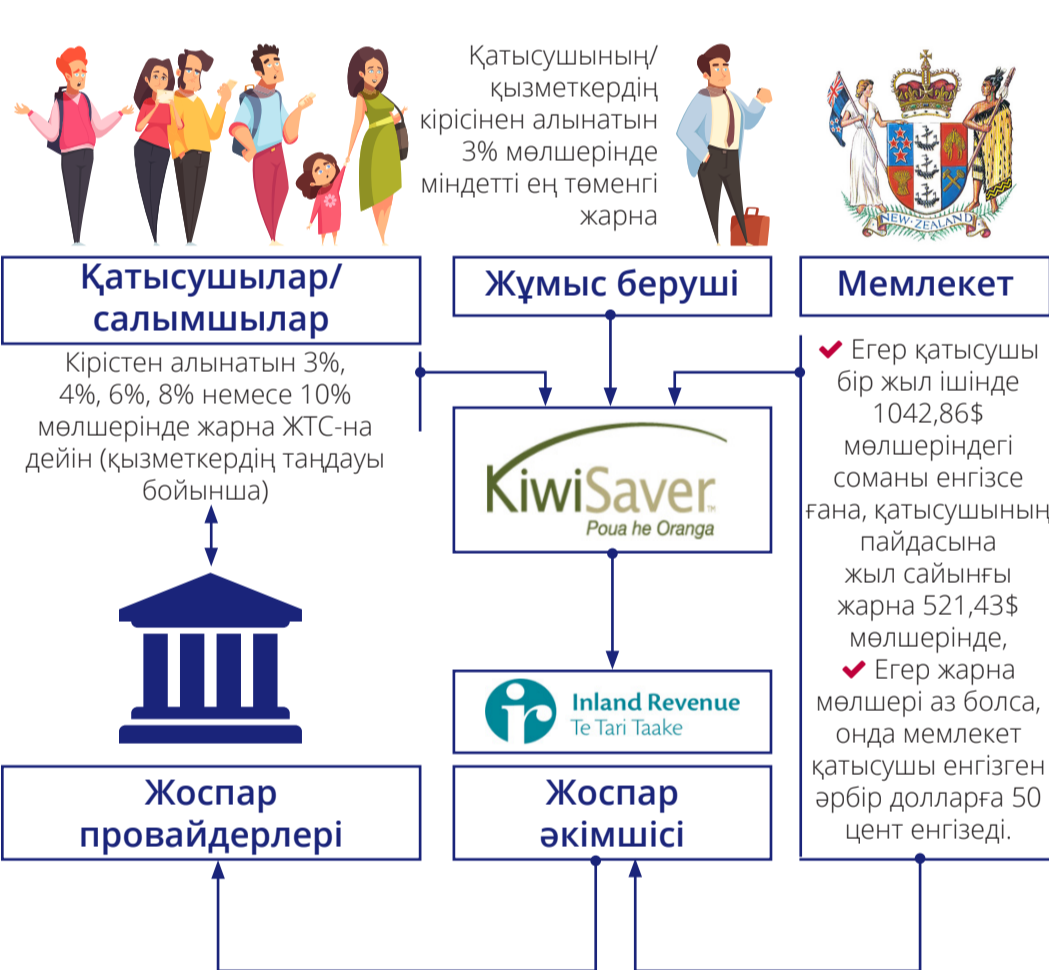 Қатысушының/
қызметкердің
кірісінен алынатын
3% мөлшерінде
міндетті ең төменгі
жарна
NEW·ZEALAND
Қатысушылар/
салымшылар
Жұмыс беруші
Мемлекет
Кірістен алынатын 3%,
4%, 6%, 8% немесе 10%
мөлшерінде жарна ЖТС-на
дейін (қызметкердің таңдауы
бойынша)
KiwiSaver™
Poua he Oranga
Егер қатысушы
бір жыл ішінде
1042,86$
мөлшеріндегі
соманы енгізсе
ғана, қатысушының
пайдасына
жыл сайынғы
жарна 521,43$
мөлшерінде,
Егер жарна
мөлшері аз болса,
онда мемлекет
қатысушы енгізген
әрбір долларға 50
цент енгізеді.
ir
Inland Revenue
Te Tari Taake
Жоспар
провайдерлері
Жоспар
әкімшісі